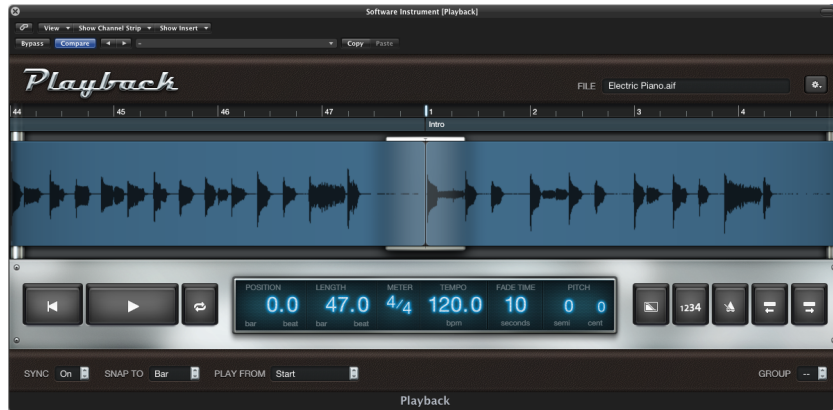 Software Instrument [Playback]
View Show Channel Strip Show Insert
Bypass Compare - Copy Paste
Playback FILE Electric Piano.aif
44 45 46 47 1 2 3 4
Intro
POSITION LENGTH METER TEMPO FADE TIME PITCH
0.0 47.0 4/4 120.0 10 0 0
bar beat bar beat bpm seconds semi cent
1234
SYNC On SNAP TO Bar PLAY FROM Start GROUP --
Playback